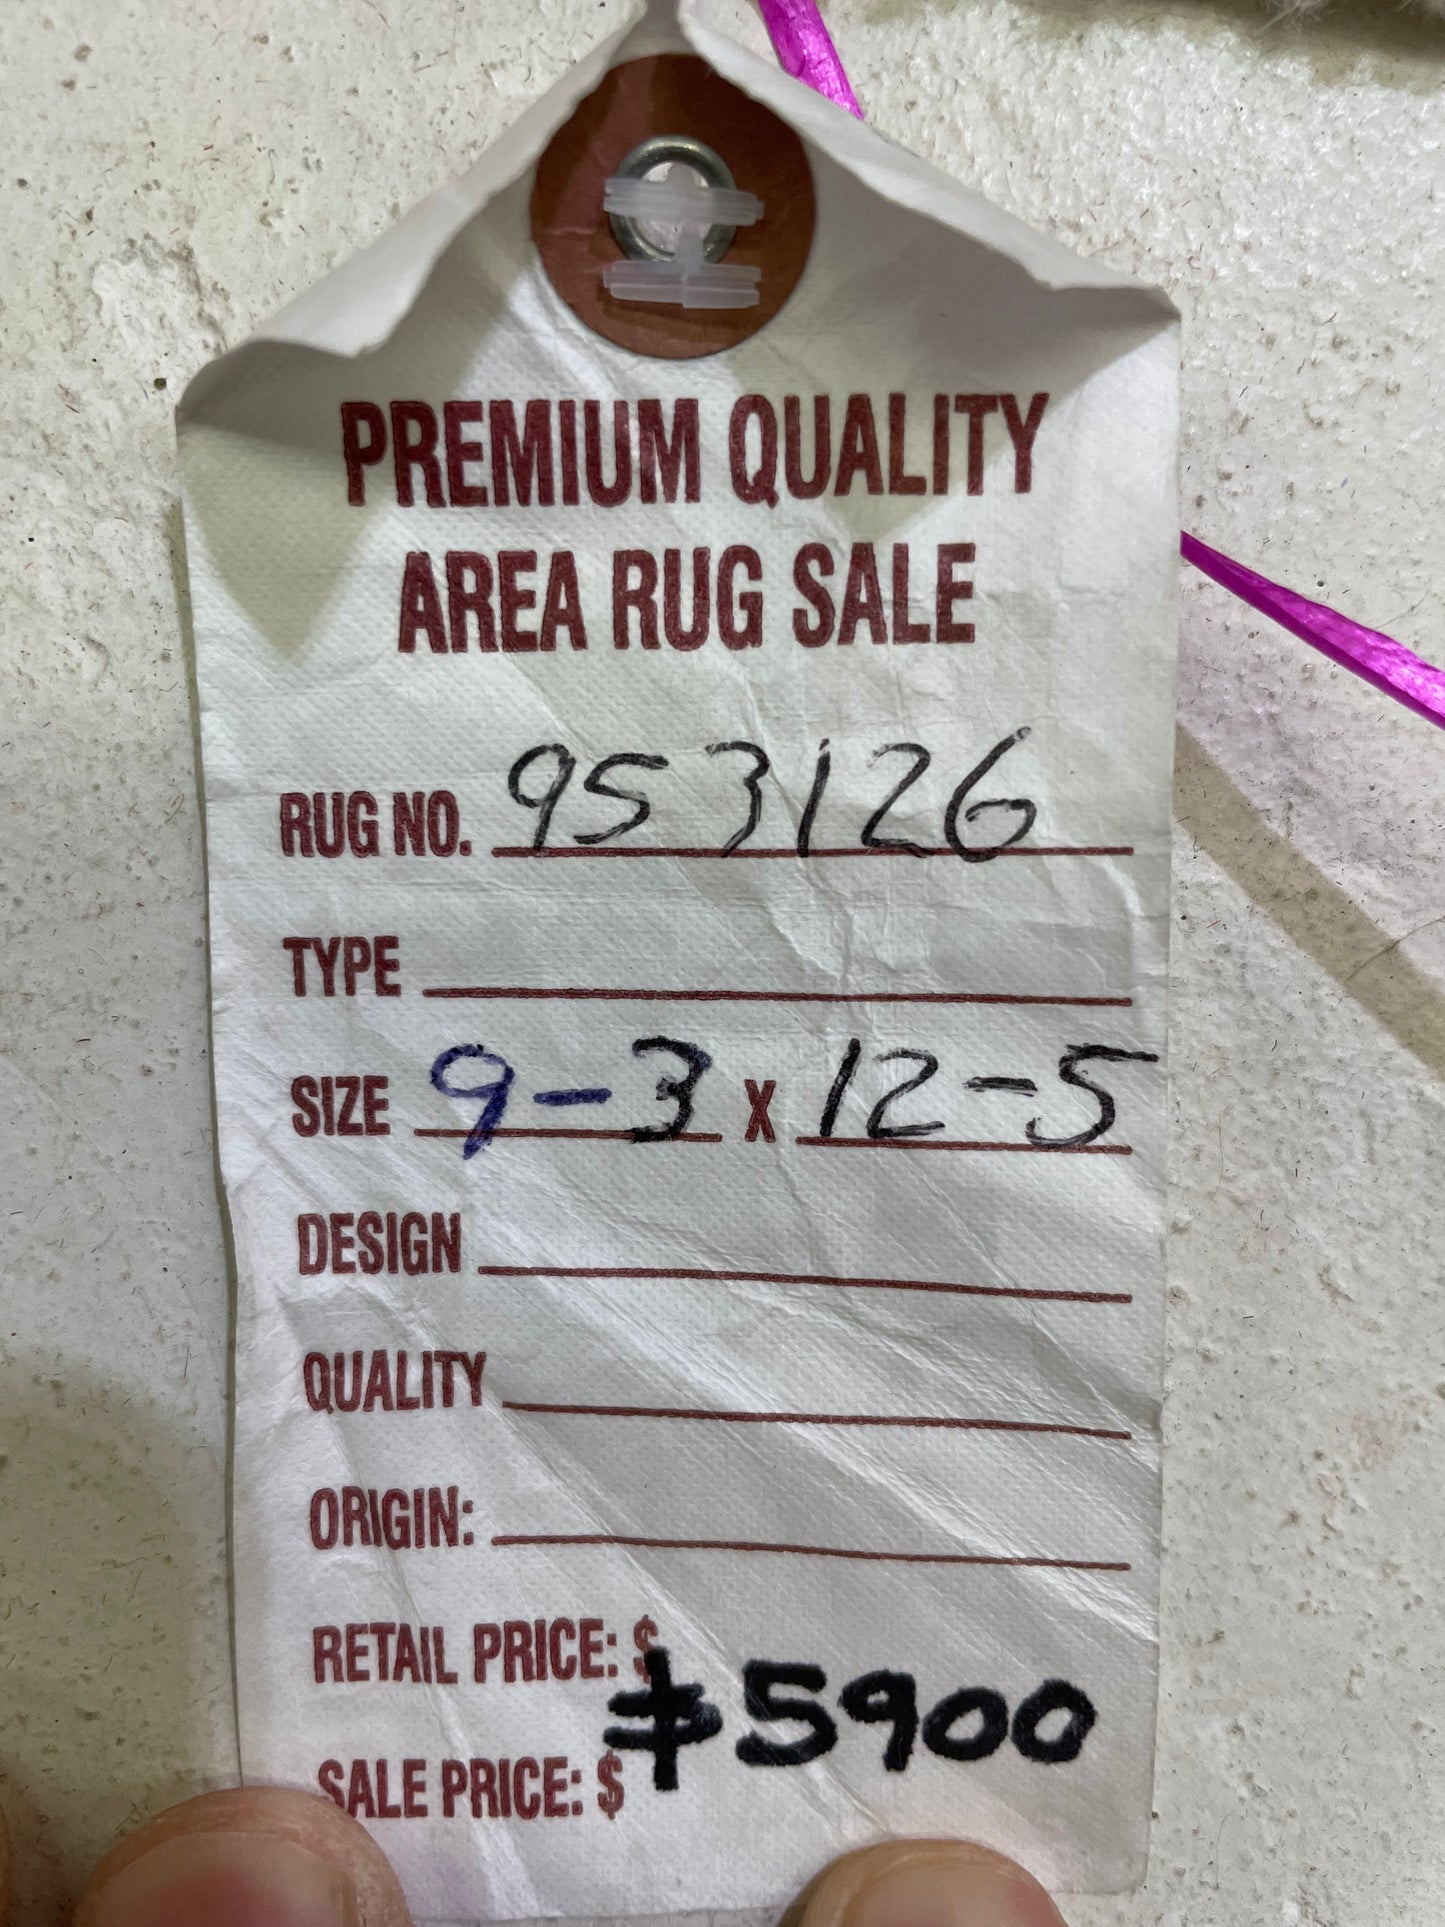 PREMIUM QUALITY
AREA RUG SALE
RUG NO. 953126
TYPE
SIZE 9-3 X 12-5
DESIGN
QUALITY
ORIGIN:
RETAIL PRICE: $
$5900
SALE PRICE: $